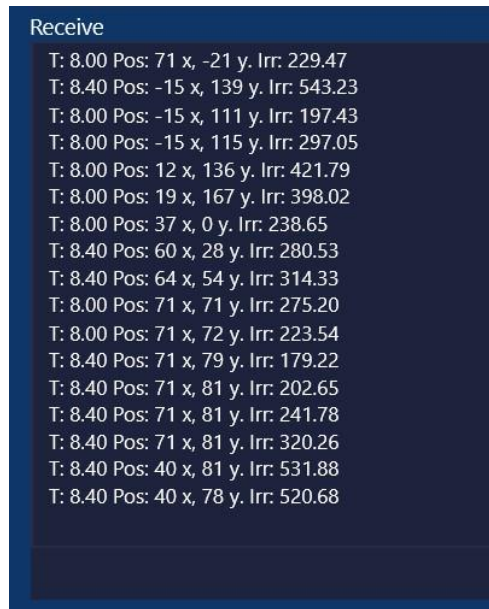 Receive
T: 8.00 Pos: 71 x, -21 y. Irr: 229.47
T: 8.40 Pos: -15 x, 139 y. Irr: 543.23
T: 8.00 Pos: -15 x, 111 y. Irr: 197.43
T: 8.00 Pos: -15 x, 115 y. Irr: 297.05
T: 8.00 Pos: 12 x, 136 y. Irr: 421.79
T: 8.00 Pos: 19 x, 167 y. Irr: 398.02
T: 8.00 Pos: 37 x, 0 y. Irr: 238.65
T: 8.40 Pos: 60 x, 28 y. Irr: 280.53
T: 8.40 Pos: 64 x, 54 y. Irr: 314.33
T: 8.00 Pos: 71 x, 71 y. Irr: 275.20
T: 8.00 Pos: 71 x, 72 y. Irr: 223.54
T: 8.40 Pos: 71 x, 79 y. Irr: 179.22
T: 8.40 Pos: 71 x, 81 y. Irr: 202.65
T: 8.40 Pos: 71 x, 81 y. Irr: 241.78
T: 8.40 Pos: 71 x, 81 y. Irr: 320.26
T: 8.40 Pos: 40 x, 81 y. Irr: 531.88
T: 8.40 Pos: 40 x, 78 y. Irr: 520.68